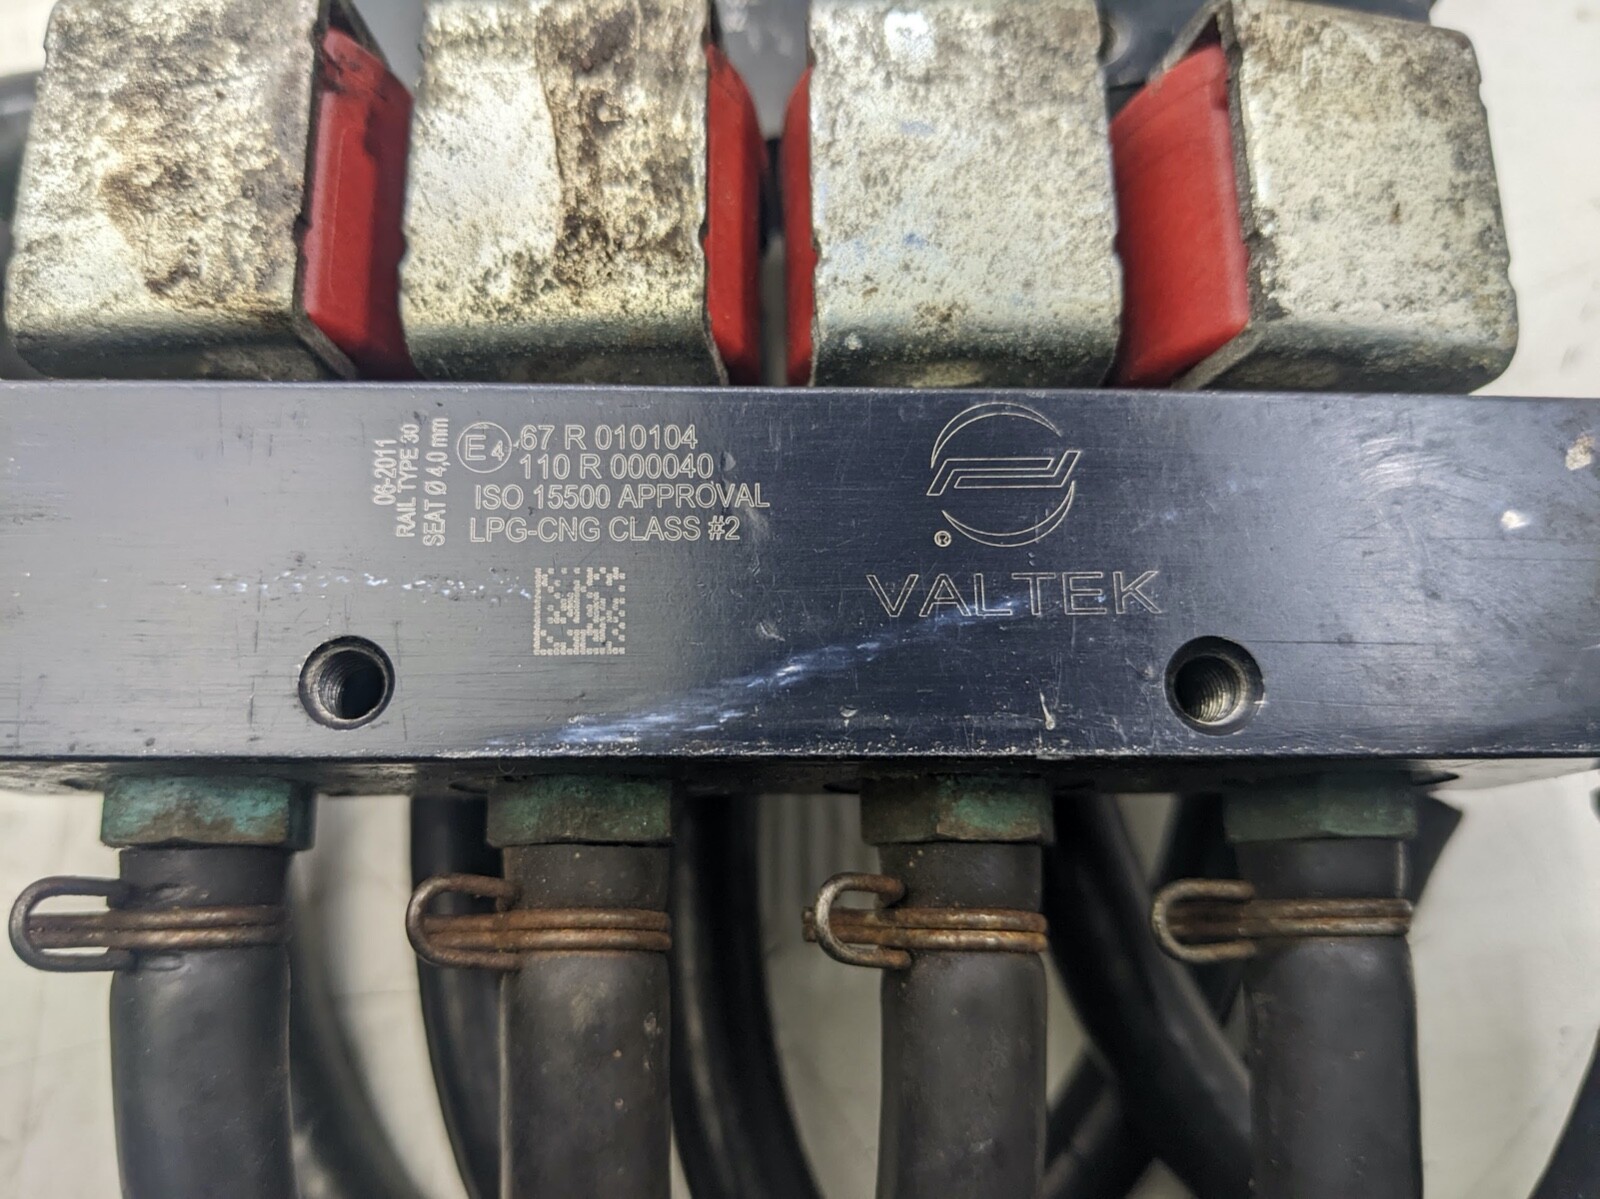 06-2011
RAIL TYPE 30
SEAT Ø 4,0 mm
E4 67 R 010104
110 R 000040
ISO 15500 APPROVAL
LPG-CNG CLASS #2
®
VALTEK